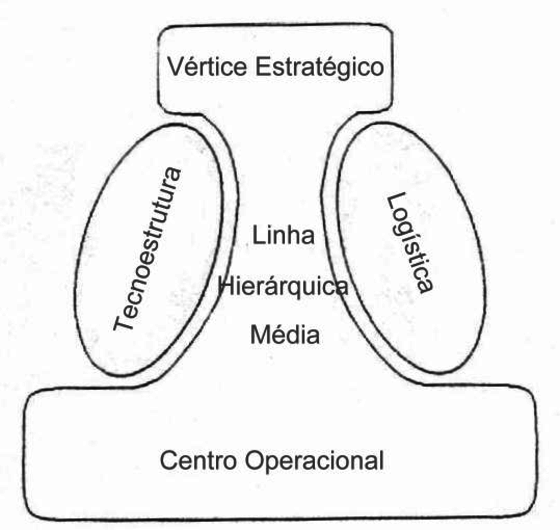 Vértice Estratégico
Tecnoestrutura
Logística
Linha
Hierárquica
Média
Centro Operacional